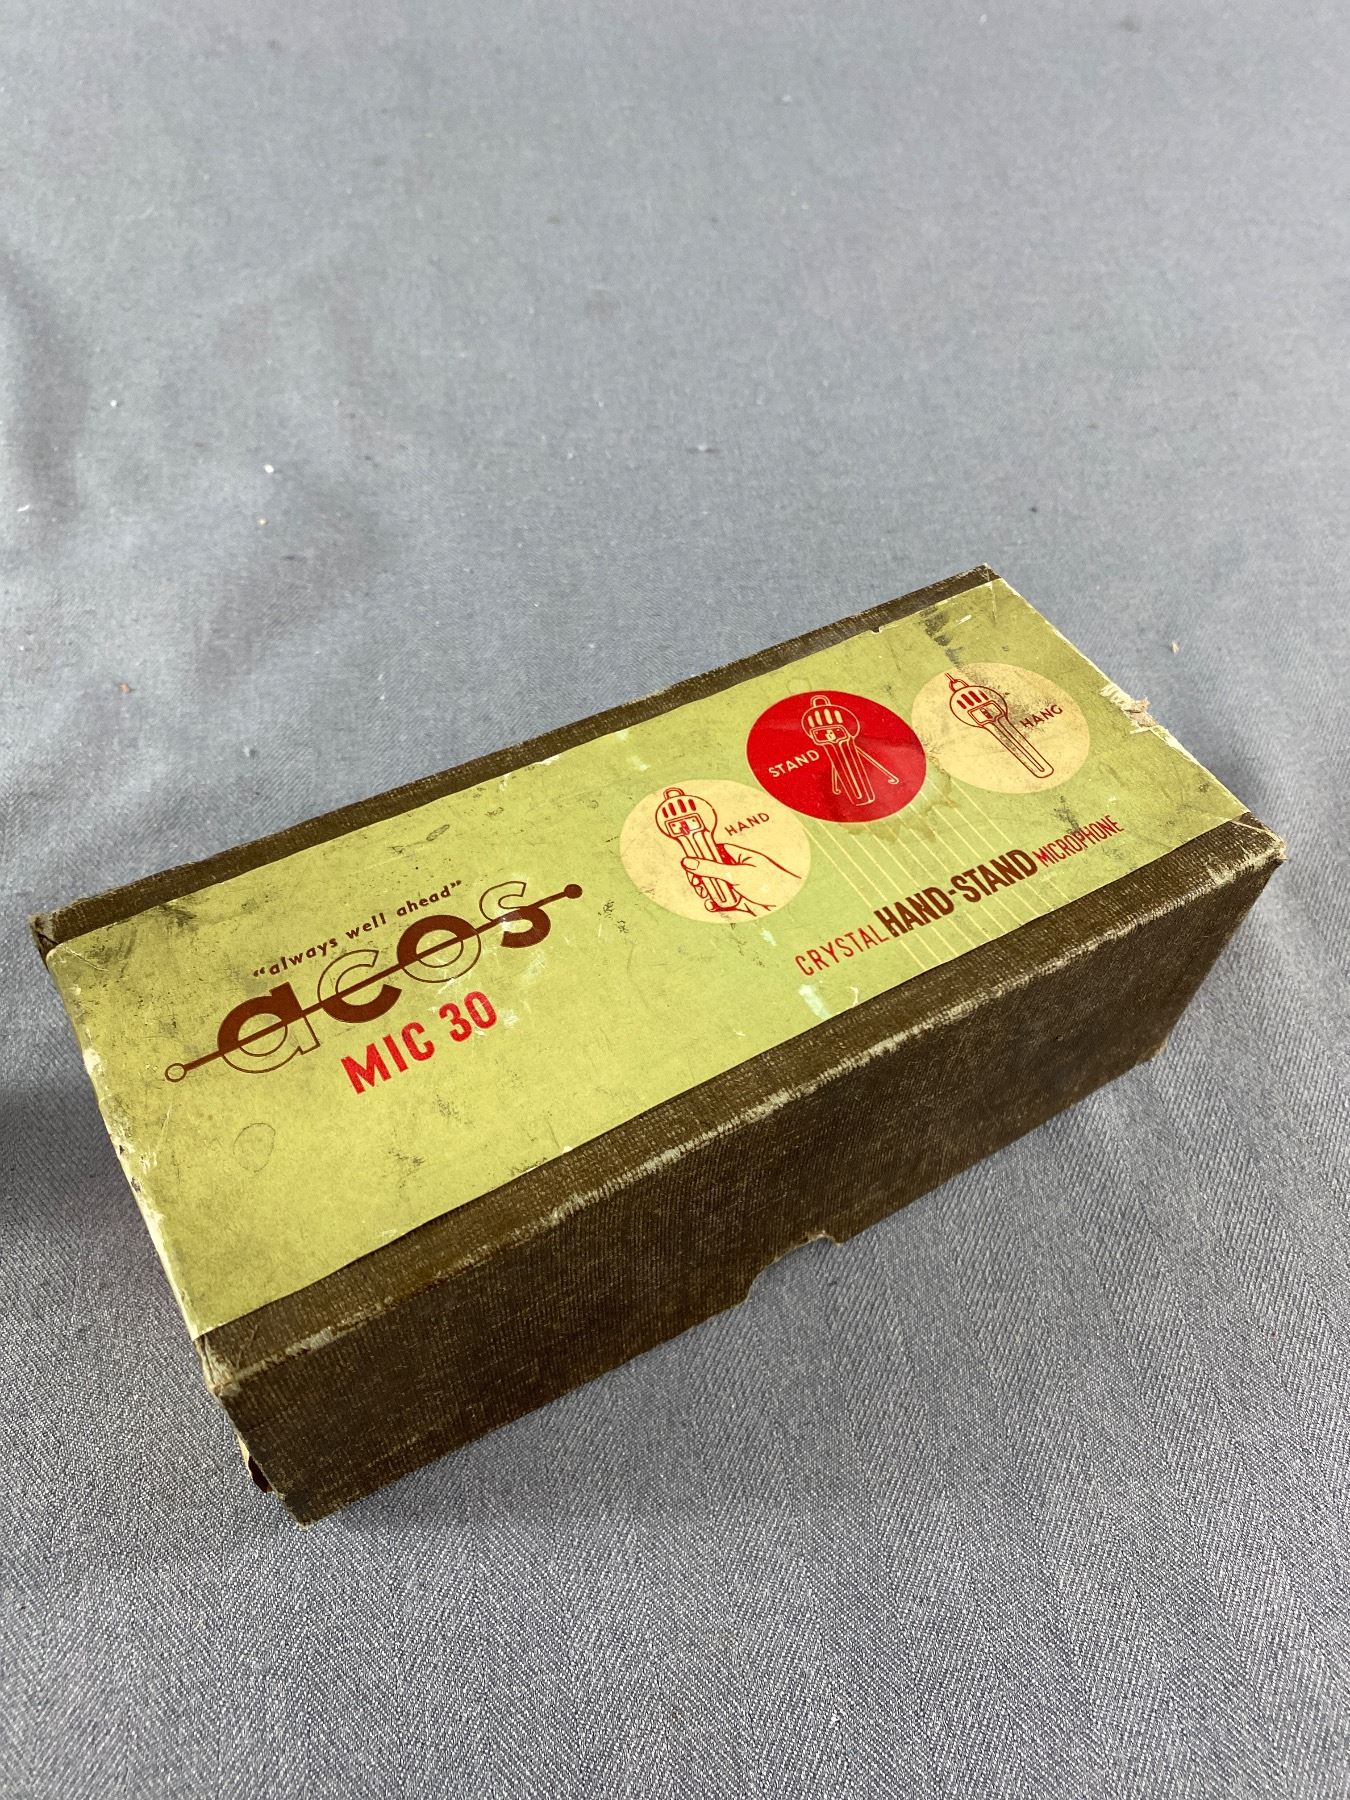 “always well ahead”
acos
MIC 30
HAND
STAND
HANG
CRYSTAL HAND-STAND MICROPHONE